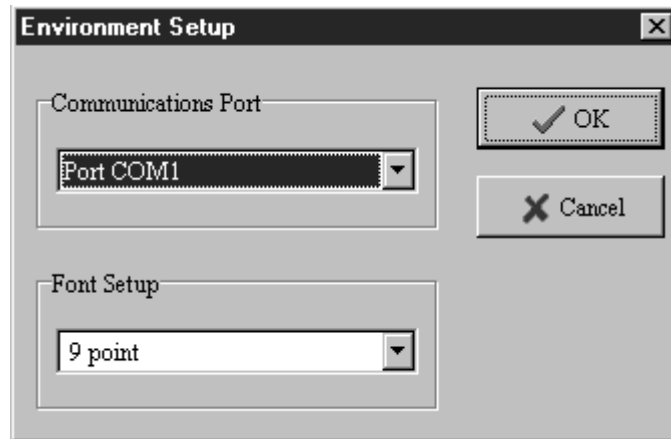 Environment Setup
Communications Port
Port COM1
OK
Cancel
Font Setup
9 point